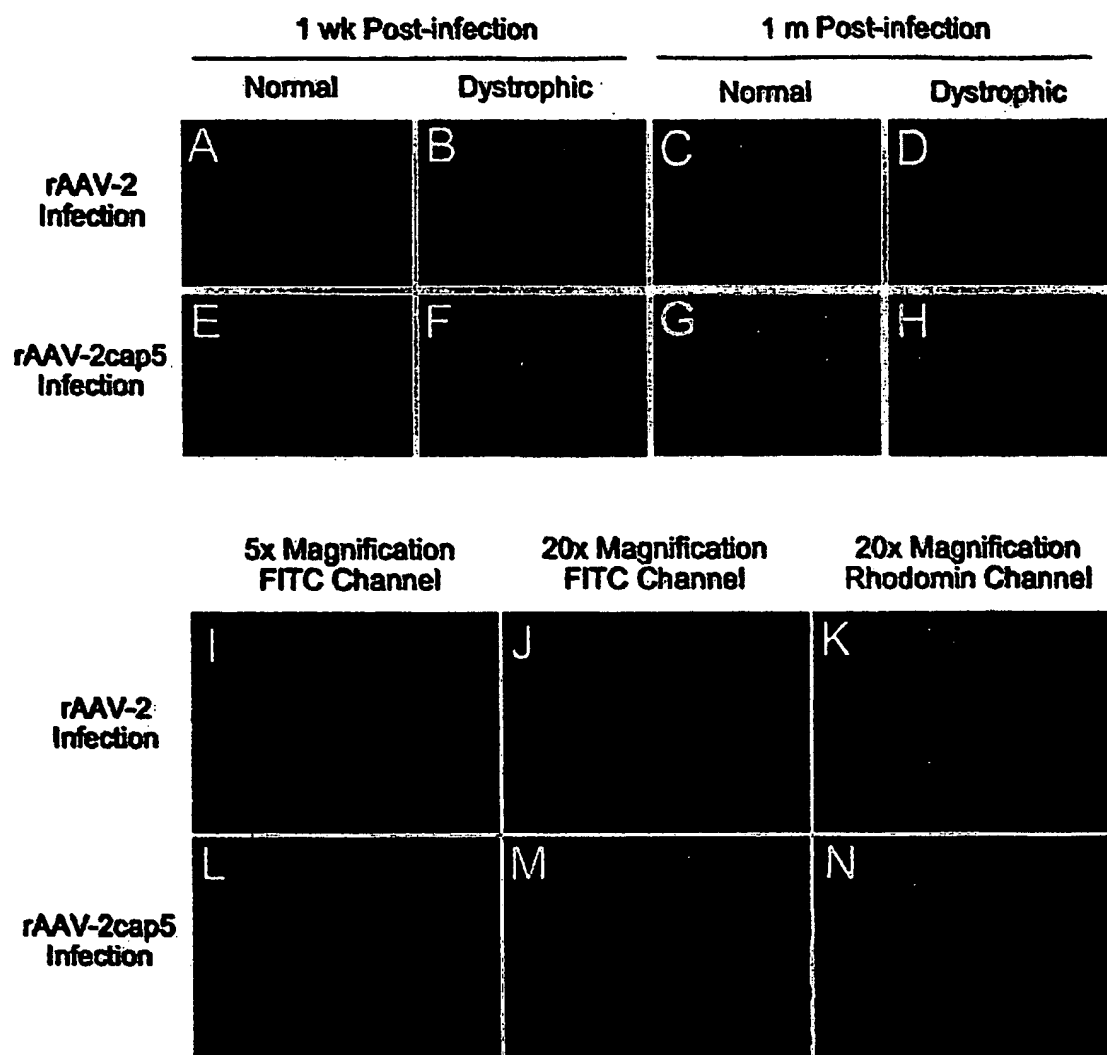 1 wk Post-infection 1 m Post-infection
Normal Dystrophic Normal Dystrophic
A B C D
rAAV-2
Infection
E F G H
rAAV-2cap5
Infection
5x Magnification
FITC Channel
20x Magnification
FITC Channel
20x Magnification
Rhodomin Channel
I J K
rAAV-2
Infection
L M N
rAAV-2cap5
Infection